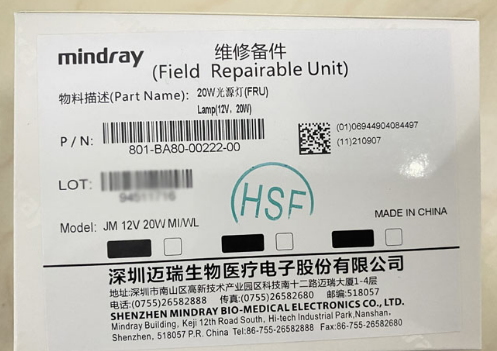 mindray
维修备件
(Field Repairable Unit)
物料描述(Part Name): 20W光源灯(FRU)
Lamp(12V、20W)
P / N:
801-BA80-00222-00
(01)06944904084497
(11)210907
LOT:
HSF
Model: JM 12V 20W MI/WL
MADE IN CHINA
深圳迈瑞生物医疗电子股份有限公司
地址:深圳市南山区高新技术产业园区科技南十二路迈瑞大厦1-4层
电话:(0755)26582888 传真:(0755)26582680 邮编:518057
SHENZHEN MINDRAY BIO-MEDICAL ELECTRONICS CO., LTD.
Mindray Building, Keji 12th Road South, Hi-tech Industrial Park,Nanshan,
Shenzhen, 518057 P.R. China Tel:86-755-26582888 Fax:86-755-26582680